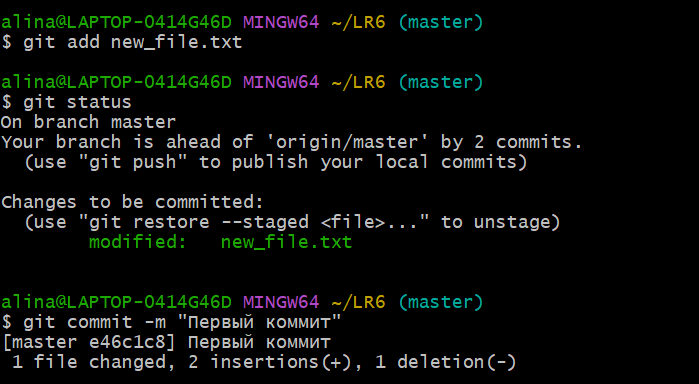 alina@LAPTOP-O414G46D MINGW64 ~/LR6 (master)
$ git add new_file.txt
alina@LAPTOP-O414G46D MINGW64 ~/LR6 (master)
$ git status
On branch master
Your branch is ahead of 'origin/master' by 2 commits.
  (use "git push" to publish your local commits)
Changes to be committed:
  (use "git restore --staged <file>..." to unstage)
        modified:   new_file.txt
alina@LAPTOP-O414G46D MINGW64 ~/LR6 (master)
$ git commit -m "Первый коммит"
[master e46c1c8] Первый коммит
 1 file changed, 2 insertions(+), 1 deletion(-)